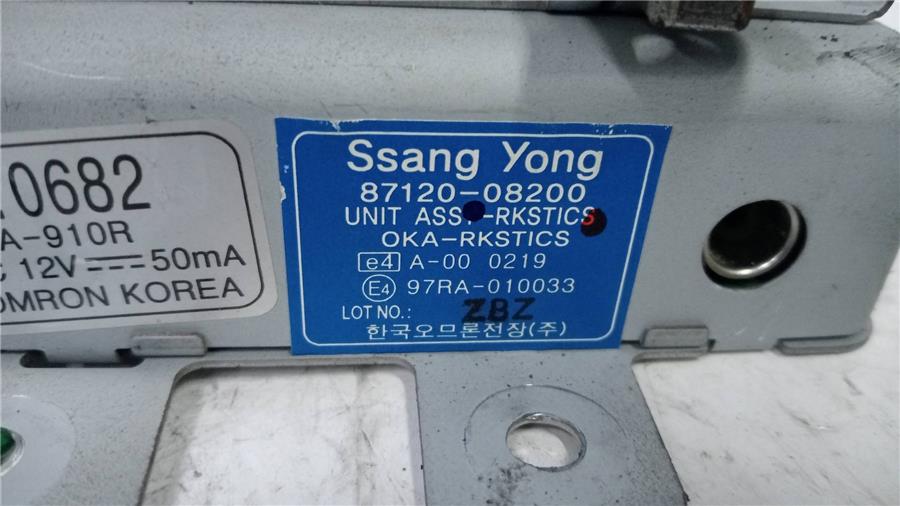 0682
A-910R
12V⎓50mA
OMRON KOREA
Ssang Yong
87120-08200
UNIT ASSY-RKSTICS
OKA-RKSTICS
e4 A-00 0219
E4 97RA-010033
LOT NO.: ZBZ
한국오므론전장(주)